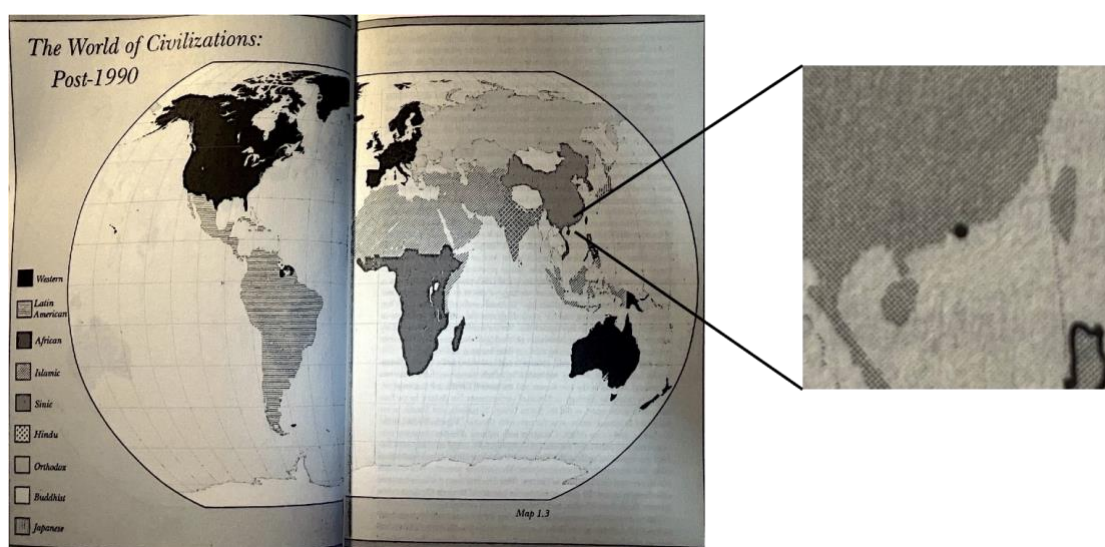 The World of Civilizations:
Post-1990
Western
Latin
American
African
Islamic
Sinic
Hindu
Orthodox
Buddhist
Japanese
Map 1.3